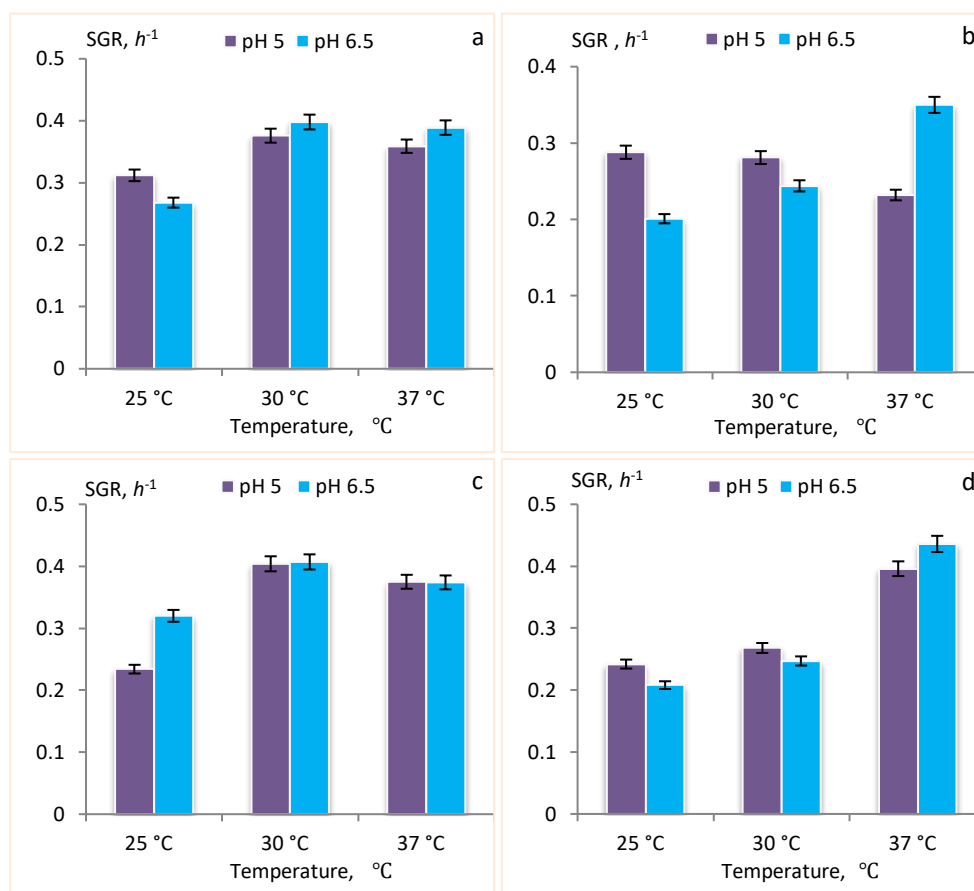 SGR, h-1
pH 5 pH 6.5
a
0.5
0.4
0.3
0.2
0.1
0
25 °C 30 °C 37 °C
Temperature, ℃
SGR , h-1
pH 5 pH 6.5
b
0.4
0.3
0.2
0.1
0
25 °C 30 °C 37 °C
Temperature, ℃
SGR, h-1
pH 5 pH 6.5
c
0.5
0.4
0.3
0.2
0.1
0
25 °C 30 °C 37 °C
Temperature, ℃
SGR, h-1
pH 5 pH 6.5
d
0.5
0.4
0.3
0.2
0.1
0
25 °C 30 °C 37 °C
Temperature, ℃